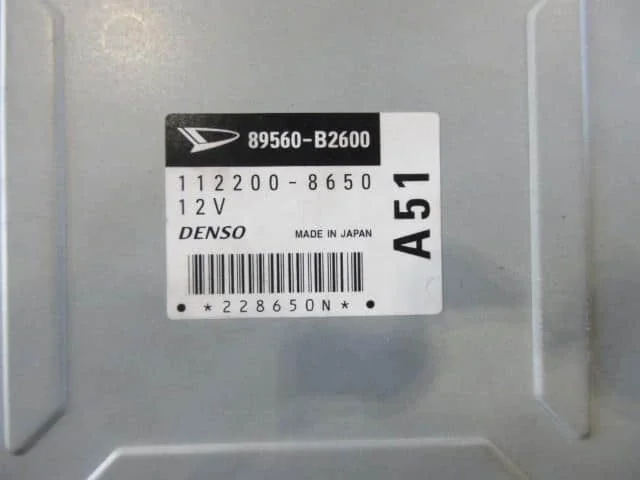 89560-B2600
112200-8650
12V
DENSO MADE IN JAPAN
*228650N*
A51